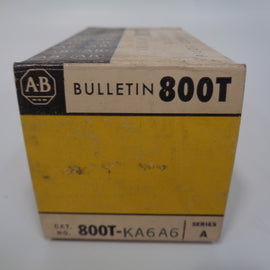 A-B
BULLETIN 800T
CAT. NO. 800T-KA6A6 SERIES A